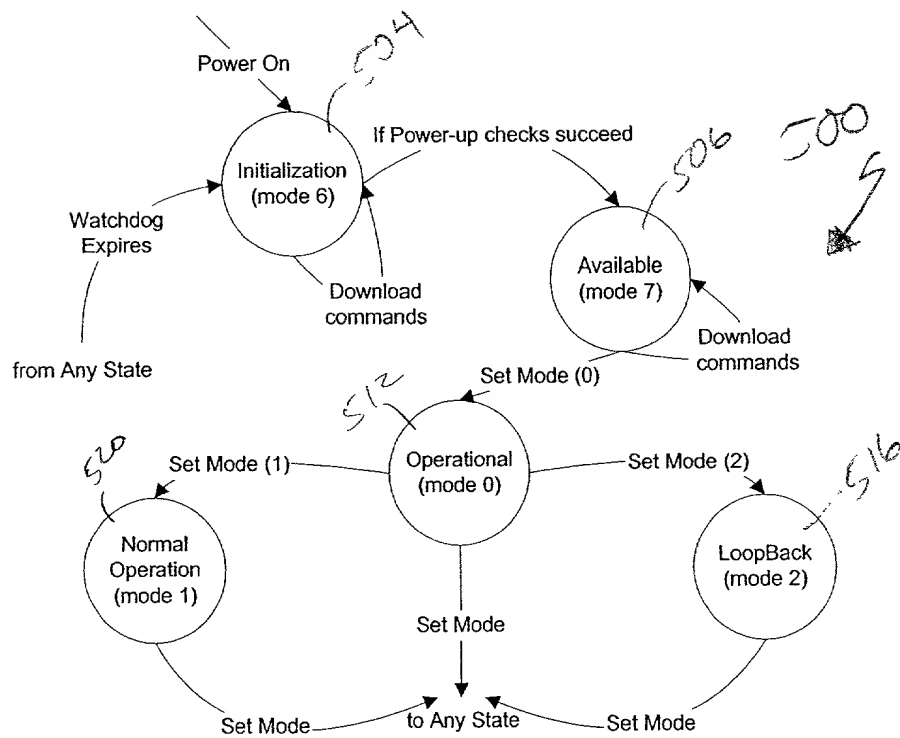 Power On
504
If Power-up checks succeed
500
506
Initialization
(mode 6)
Watchdog
Expires
Download
commands
Available
(mode 7)
Download
commands
from Any State
Set Mode (0)
512
520
Set Mode (1)
Operational
(mode 0)
Set Mode (2)
516
Normal
Operation
(mode 1)
LoopBack
(mode 2)
Set Mode
Set Mode
to Any State
Set Mode